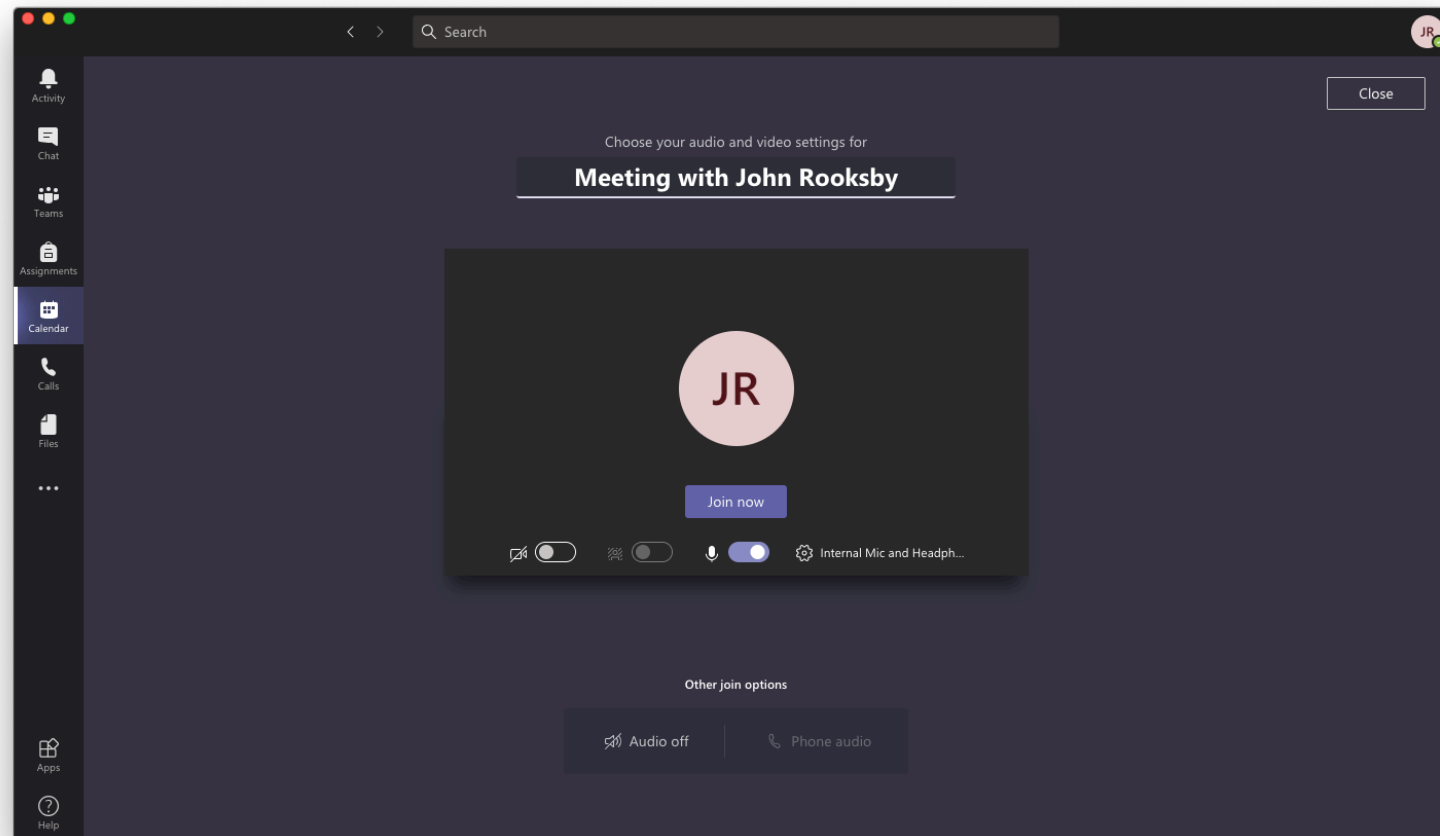 Search
JR
Activity
Chat
Teams
Assignments
Calendar
Calls
Files
Apps
Help
Close
Choose your audio and video settings for
Meeting with John Rooksby
JR
Join now
Internal Mic and Headph...
Other join options
Audio off
Phone audio